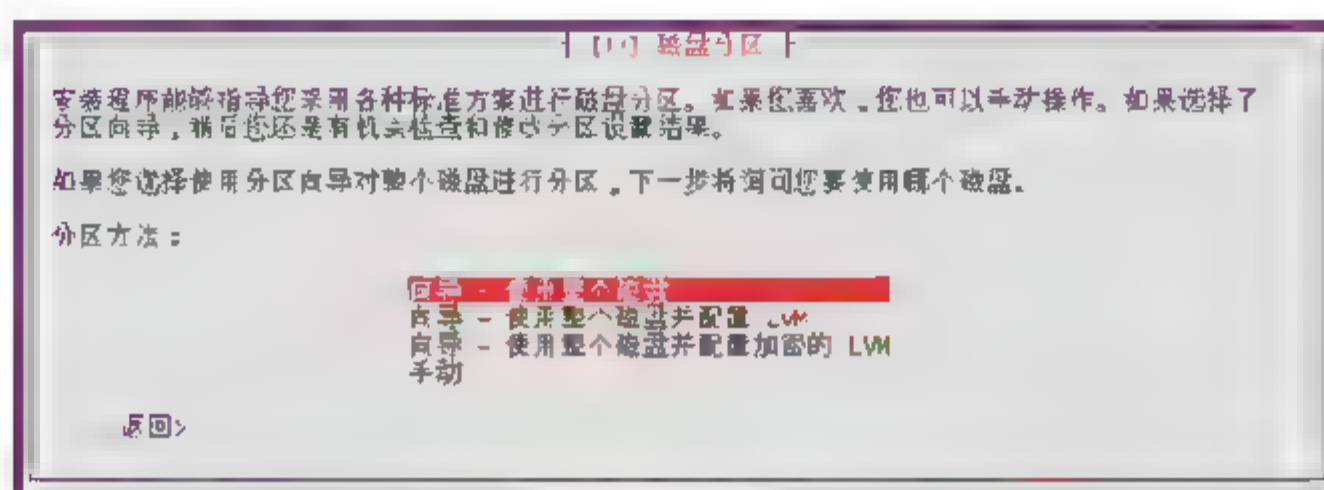 [!!] 磁盘分区
安装程序能够指导您采用各种标准方案进行磁盘分区。如果您喜欢，您也可以手动操作。如果选择了
分区向导，稍后您还是有机会检查和修改分区设置结果。
如果您选择使用分区向导对整个磁盘进行分区，下一步将询问您要使用哪个磁盘。
分区方法：
向导 - 使用整个磁盘
向导 - 使用整个磁盘并配置 LVM
向导 - 使用整个磁盘并配置加密的 LVM
手动
返回>